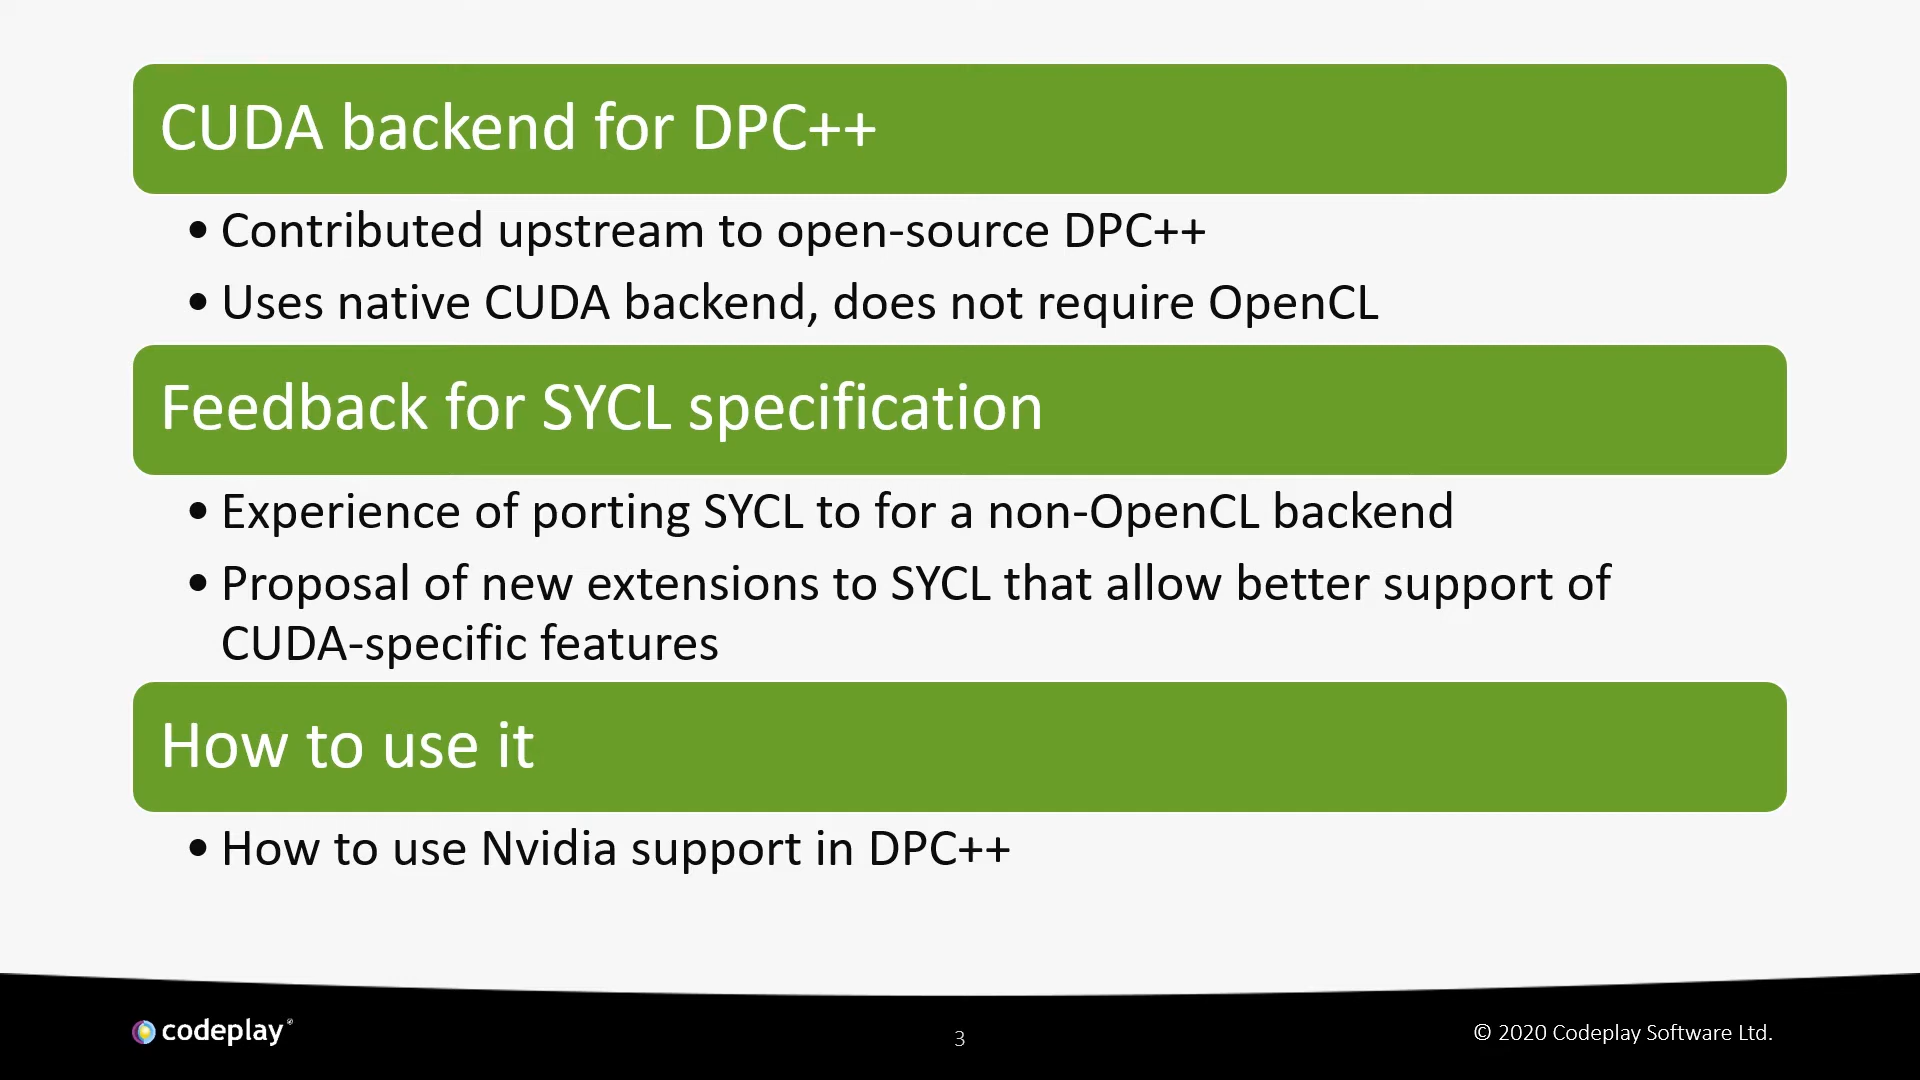 CUDA backend for DPC++
• Contributed upstream to open-source DPC++
• Uses native CUDA backend, does not require OpenCL
Feedback for SYCL specification
• Experience of porting SYCL to for a non-OpenCL backend
• Proposal of new extensions to SYCL that allow better support of
CUDA-specific features
How to use it
• How to use Nvidia support in DPC++
codeplay®
3
© 2020 Codeplay Software Ltd.